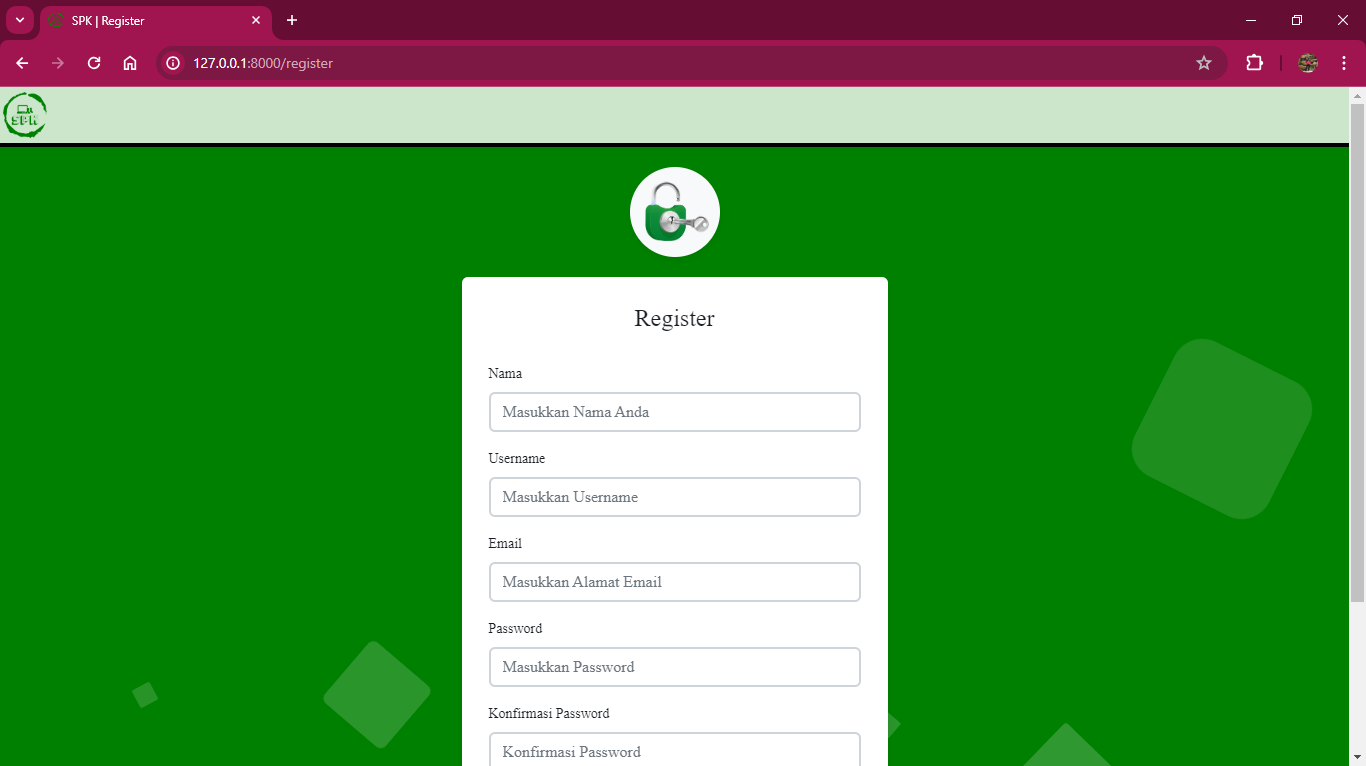 SPK | Register
127.0.0.1:8000/register
SPK
Register
Nama
Masukkan Nama Anda
Username
Masukkan Username
Email
Masukkan Alamat Email
Password
Masukkan Password
Konfirmasi Password
Konfirmasi Password